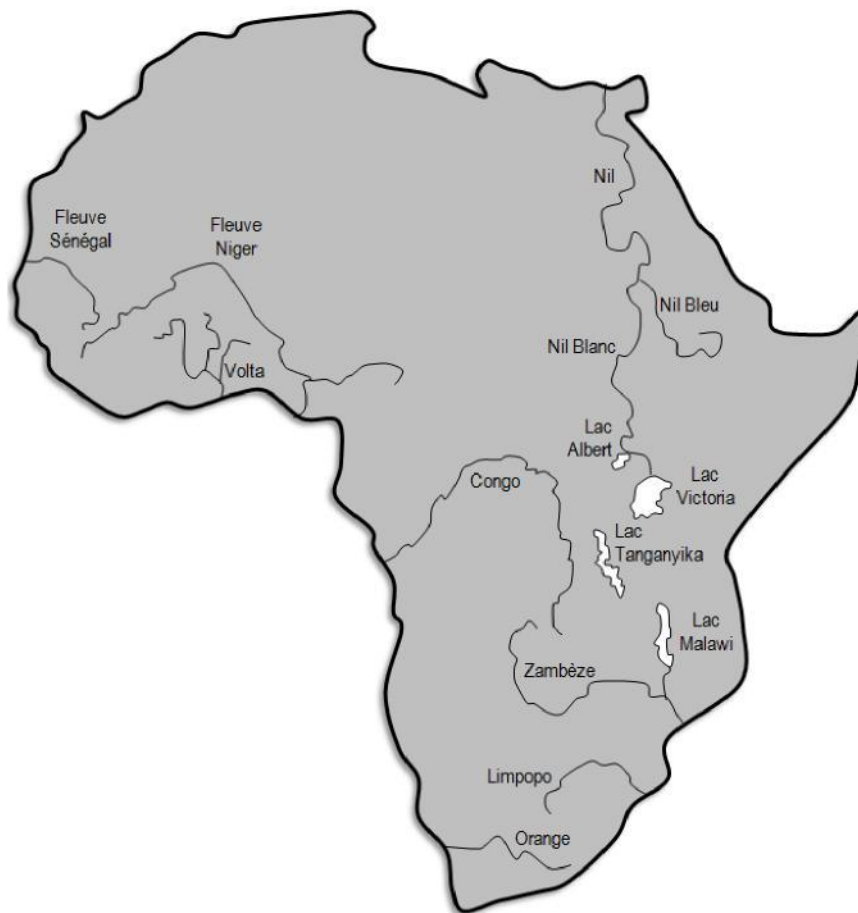 Nil
Fleuve
Sénégal
Fleuve
Niger
Nil Bleu
Nil Blanc
Volta
Lac
Albert
Lac
Victoria
Congo
Lac
Tanganyika
Lac
Malawi
Zambèze
Limpopo
Orange